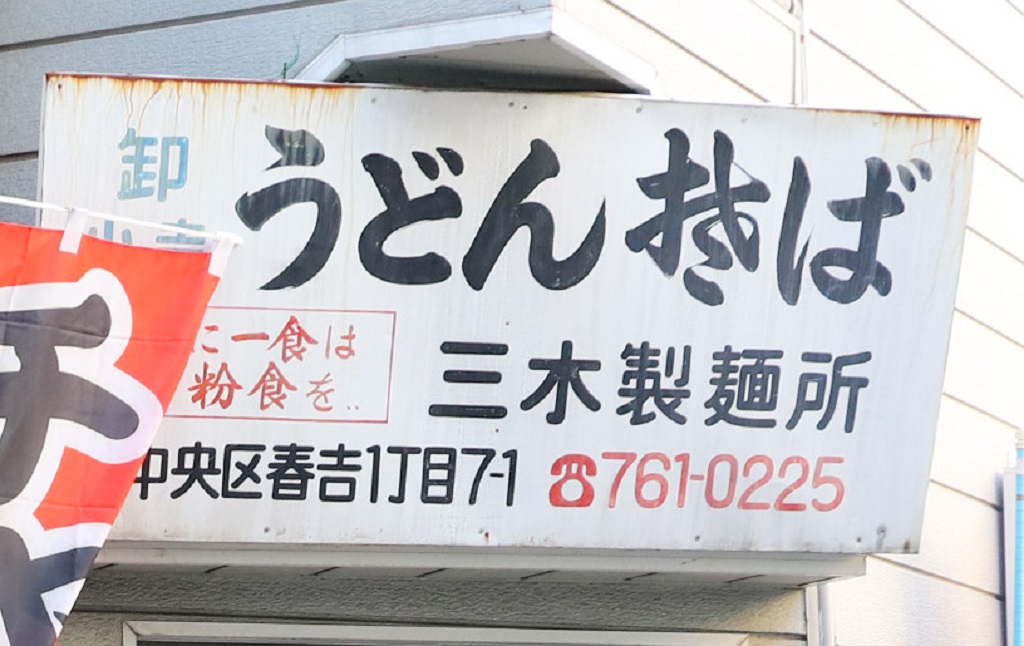 卸
うどん そば
に一食は
粉食を..
三木製麺所
中央区春吉1丁目7-1 ☎761-0225